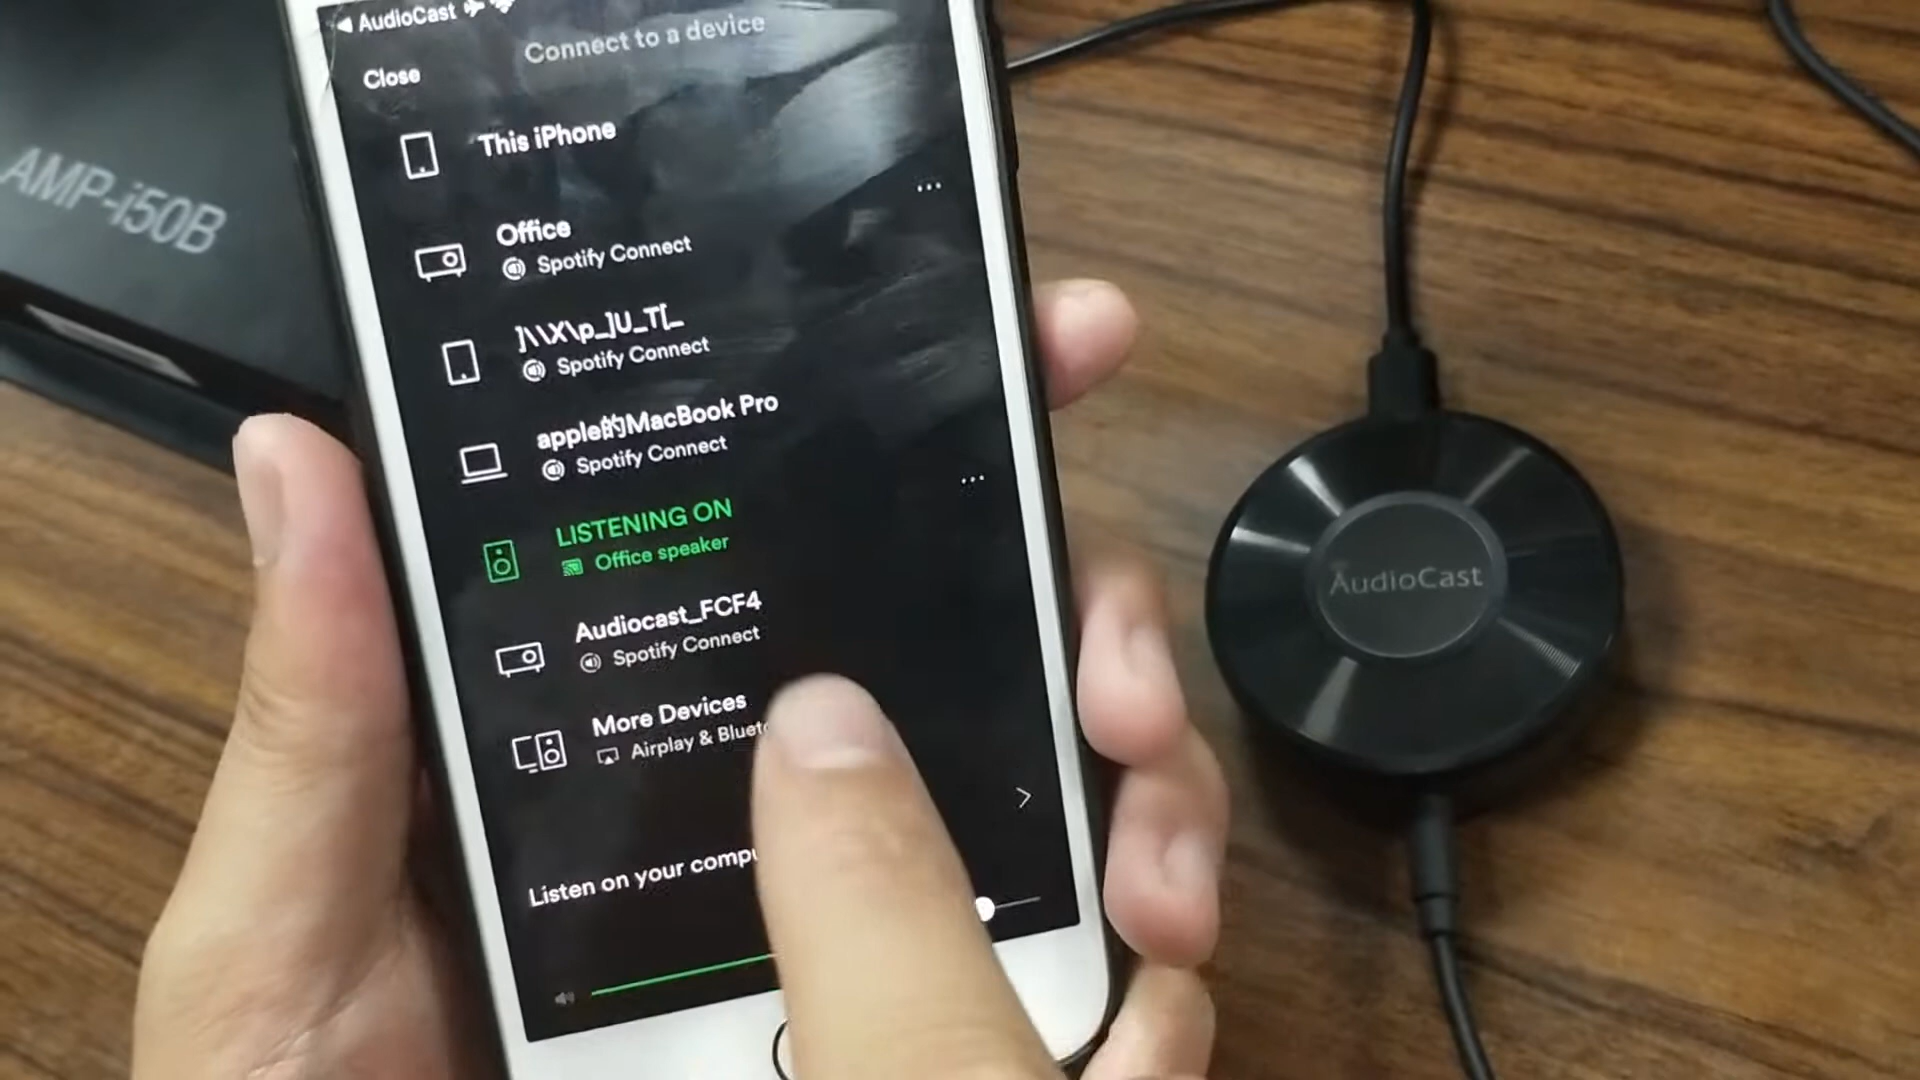 AudioCast
Connect to a device
Close
This iPhone
Office
Spotify Connect
]\\X\p_]U_T[_
Spotify Connect
apple的MacBook Pro
Spotify Connect
LISTENING ON
Office speaker
Audiocast_FCF4
Spotify Connect
More Devices
Airplay &
Listen on your
AMP-i50B
AudioCast